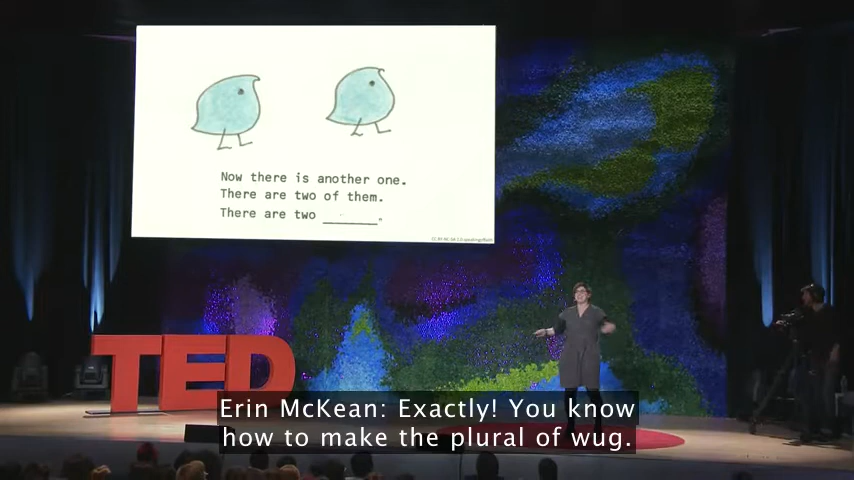 Now there is another one.
There are two of them.
There are two ________.
TED
Erin McKean: Exactly! You know
how to make the plural of wug.